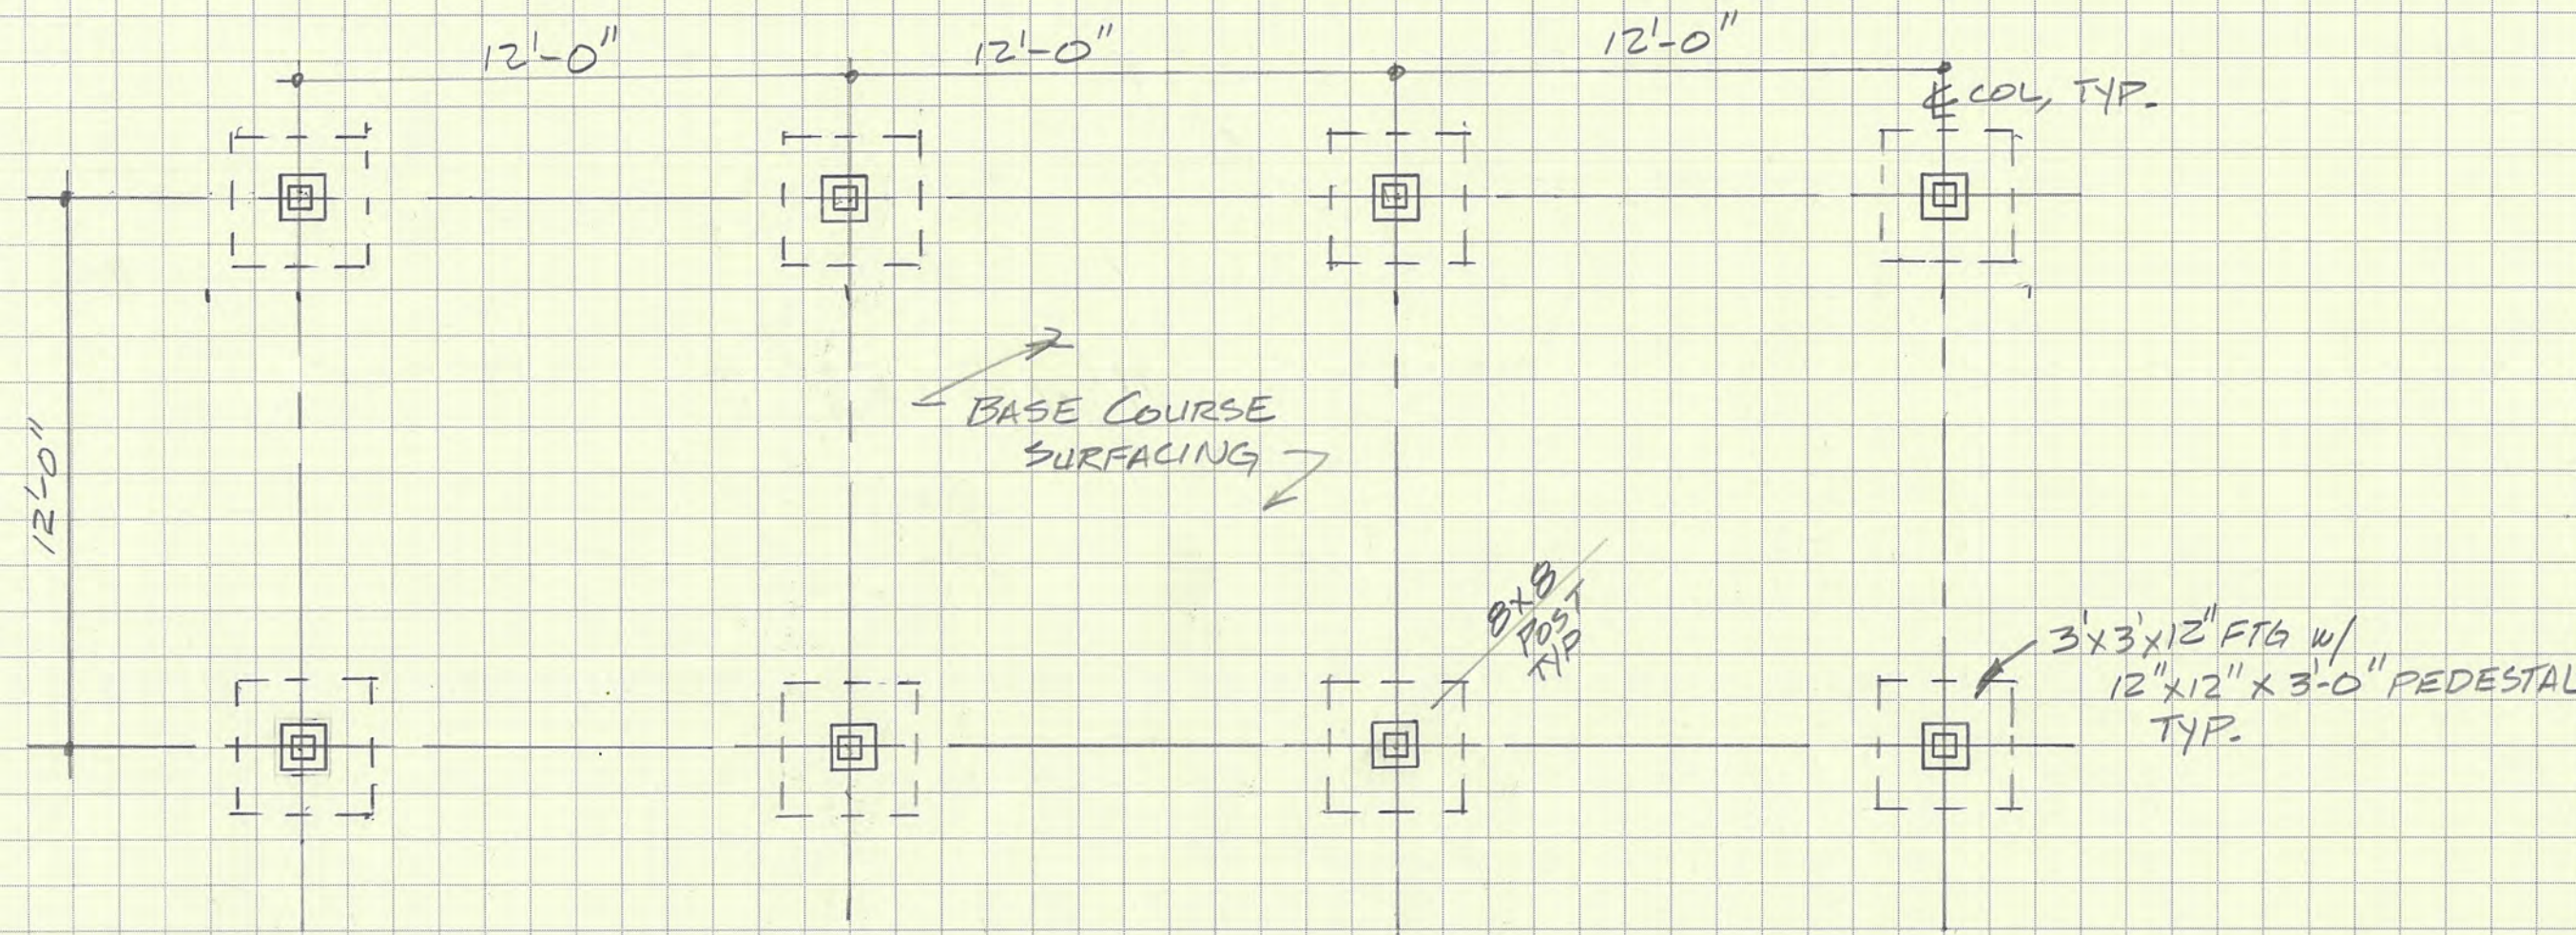 12'-0"
12'-0"
12'-0"
℄ COL, TYP.
12'-0"
BASE COURSE
SURFACING
8x8
POST
TYP
3'x3'x12" FTG w/
12"x12" x 3'-0" PEDESTAL
TYP.